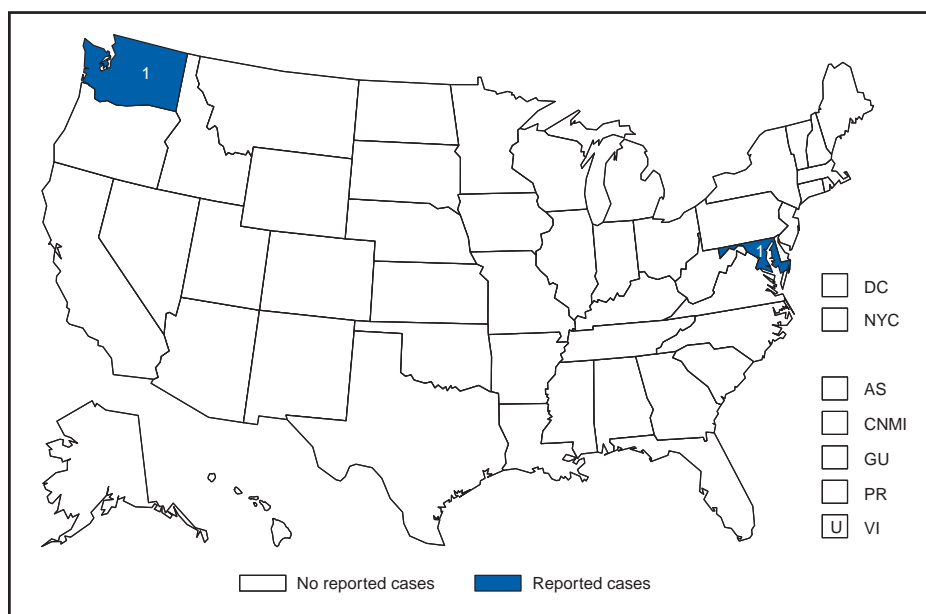 1
1
DC
NYC
AS
CNMI
GU
PR
U VI
No reported cases Reported cases